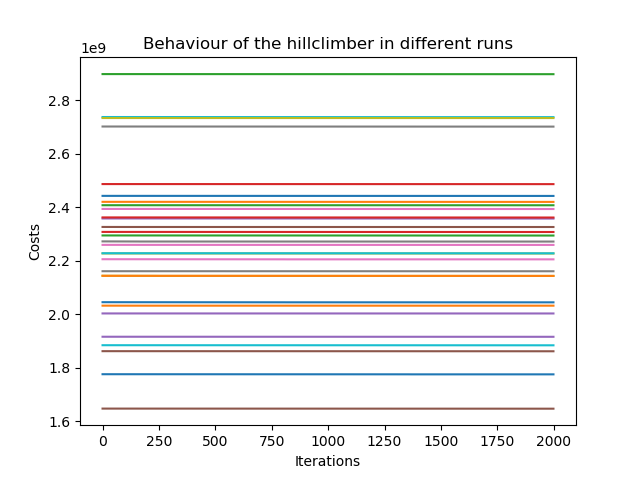 Behaviour of the hillclimber in different runs
1e9
2.8
2.6
2.4
2.2
2.0
1.8
1.6
Costs
0 250 500 750 1000 1250 1500 1750 2000
Iterations